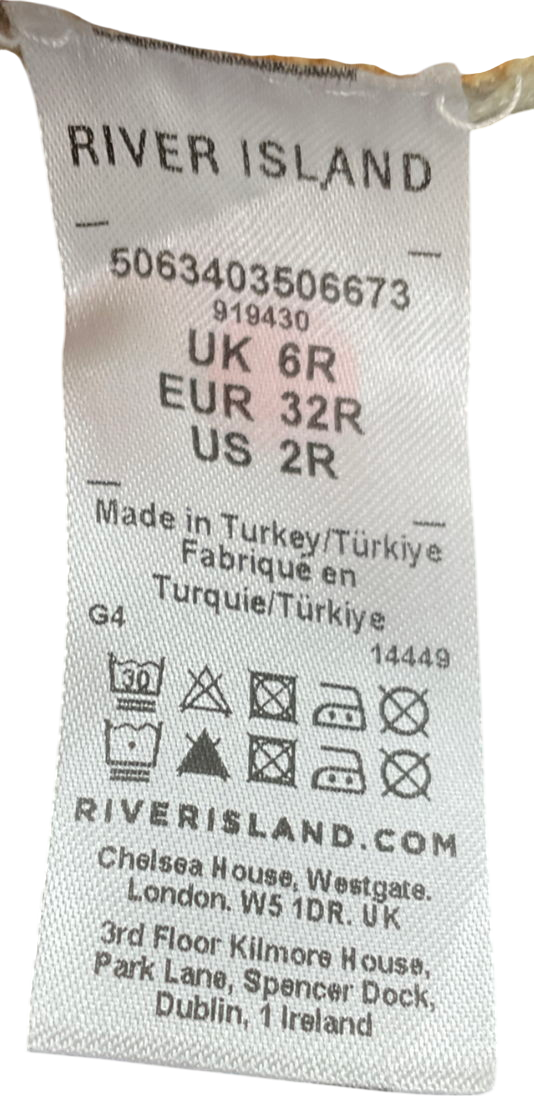 RIVER ISLAND
5063403506673
919430
UK 6R
EUR 32R
US 2R
Made in Turkey/Türkiye
Fabriqué en
Turquie/Türkiye
G4
14449
30
RIVERISLAND.COM
Chelsea House, Westgate.
London. W5 1DR. UK
3rd Floor Kilmore House,
Park Lane, Spencer Dock,
Dublin, 1 Ireland